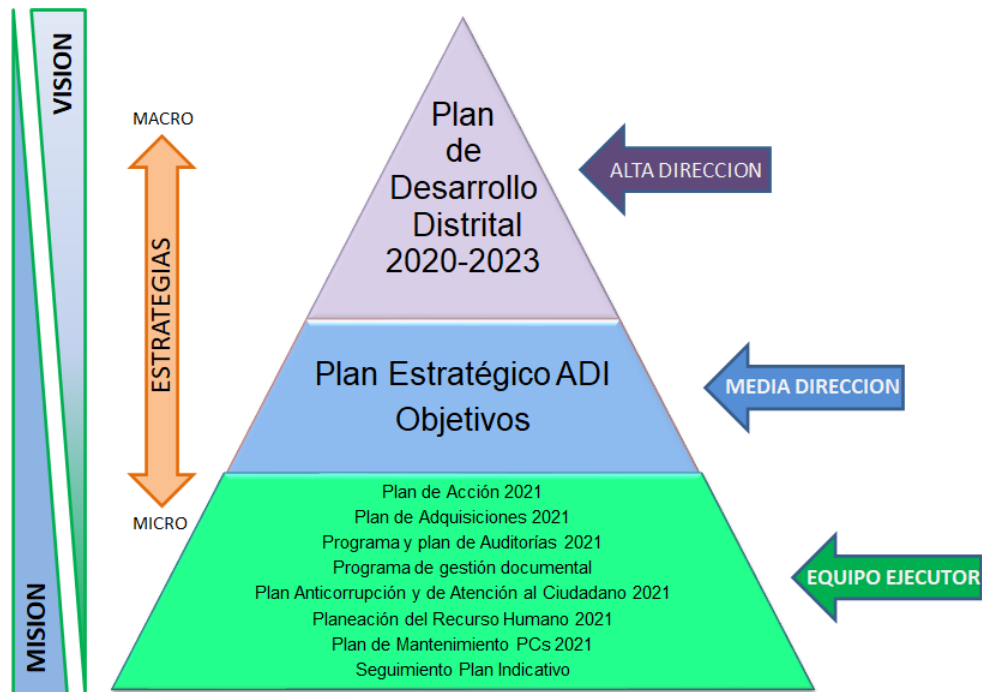 VISION
MISION
MACRO
ESTRATEGIAS
MICRO
Plan
de
Desarrollo
Distrital
2020-2023
ALTA DIRECCION
Plan Estratégico ADI
Objetivos
MEDIA DIRECCION
Plan de Acción 2021
Plan de Adquisiciones 2021
Programa y plan de Auditorías 2021
Programa de gestión documental
Plan Anticorrupción y de Atención al Ciudadano 2021
Planeación del Recurso Humano 2021
Plan de Mantenimiento PCs 2021
Seguimiento Plan Indicativo
EQUIPO EJECUTOR